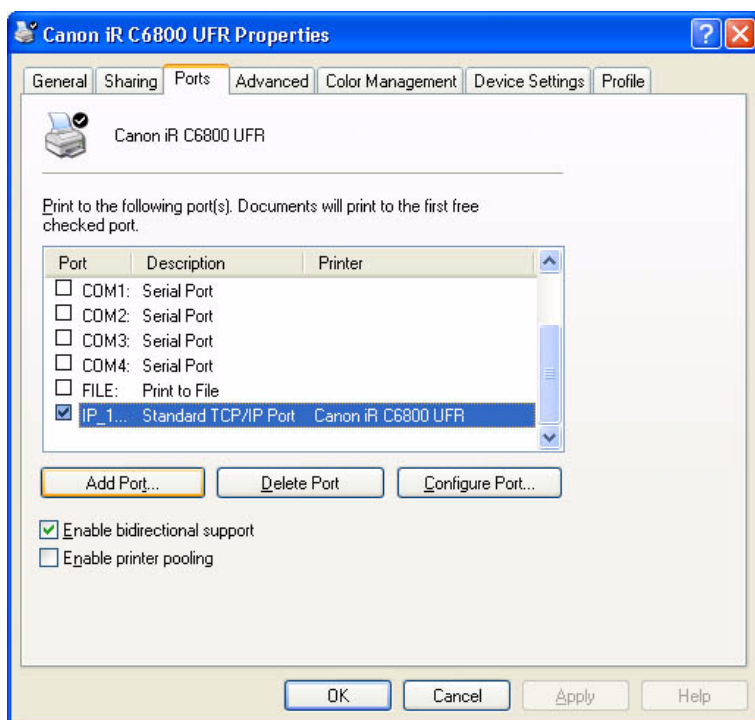 Canon iR C6800 UFR Properties
General Sharing Ports Advanced Color Management Device Settings Profile
Canon iR C6800 UFR
Print to the following port(s). Documents will print to the first free
checked port.
Port Description Printer
COM1: Serial Port
COM2: Serial Port
COM3: Serial Port
COM4: Serial Port
FILE: Print to File
IP_1... Standard TCP/IP Port Canon iR C6800 UFR
Add Port... Delete Port Configure Port...
Enable bidirectional support
Enable printer pooling
OK Cancel Apply Help